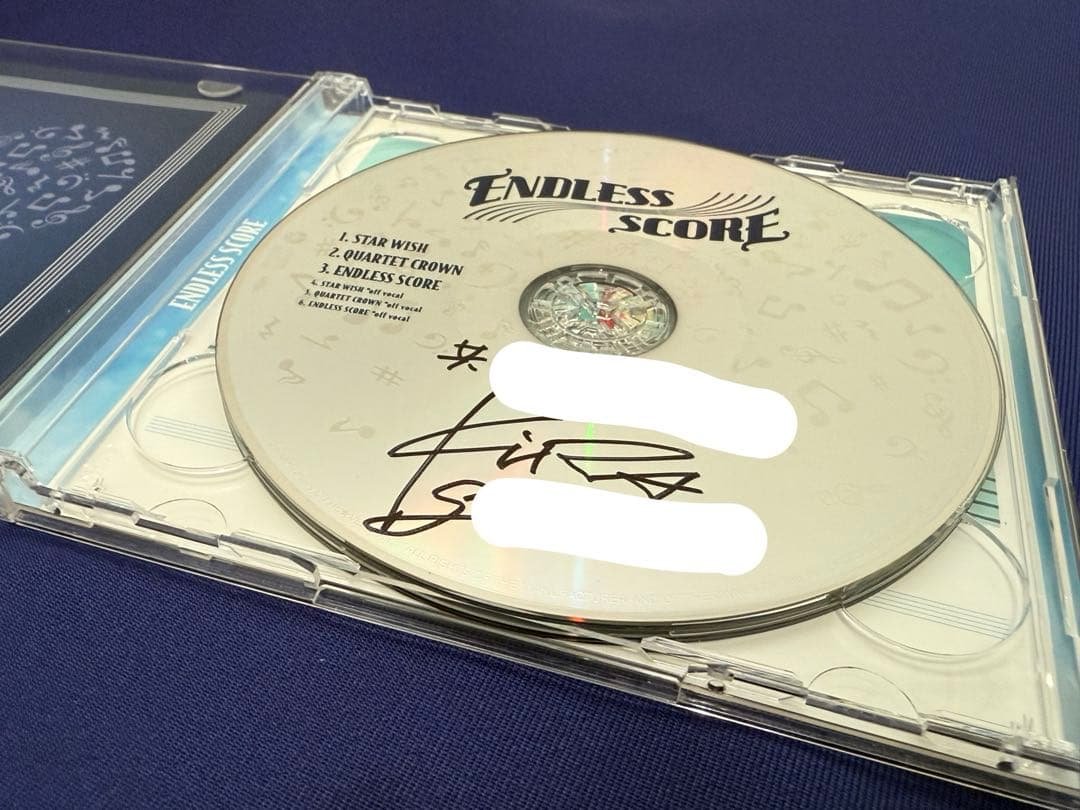 ENDLESS
SCORE
1. STAR WISH
2. QUARTET CROWN
3. ENDLESS SCORE
4. STAR WISH *off vocal
5. QUARTET CROWN *off vocal
6. ENDLESS SCORE *off vocal
ENDLESS SCORE